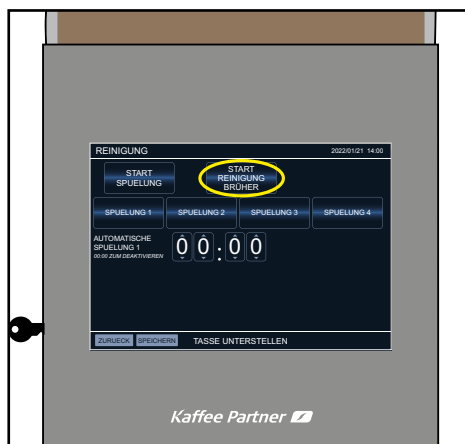 REINIGUNG 2022/01/21 14:00
START
SPUELUNG
START
REINIGUNG
BRÜHER
SPUELUNG 1 SPUELUNG 2 SPUELUNG 3 SPUELUNG 4
AUTOMATISCHE
SPUELUNG 1
00:00 ZUM DEAKTIVIEREN
00:00
ZURUECK SPEICHERN TASSE UNTERSTELLEN
Kaffee Partner